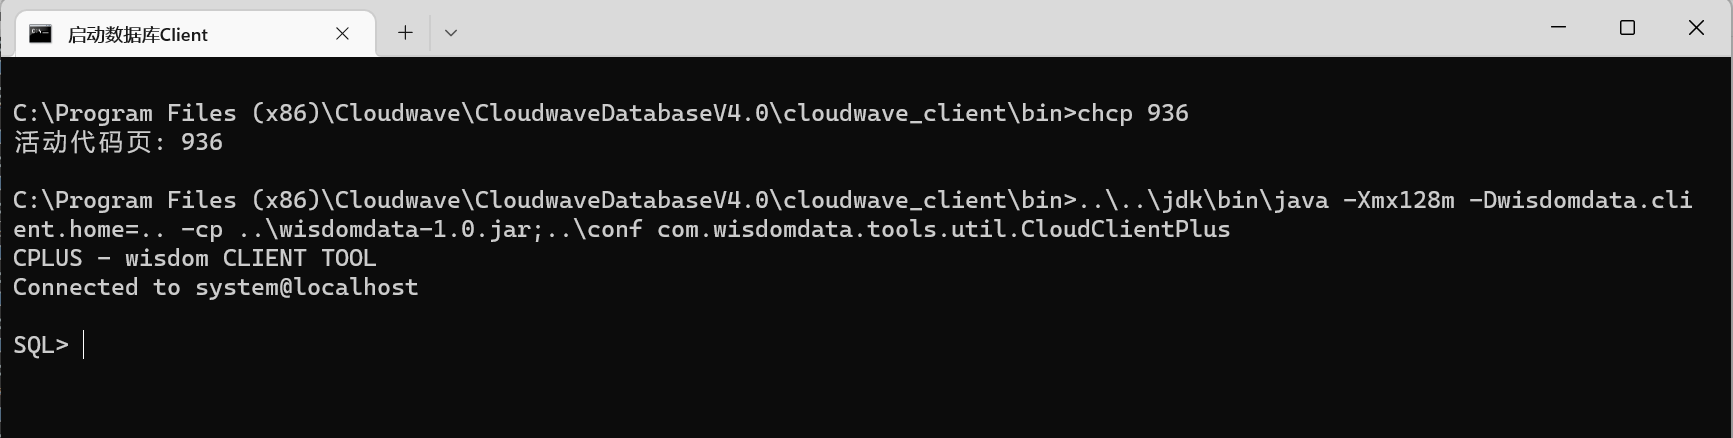 启动数据库Client
C:\Program Files (x86)\Cloudwave\CloudwaveDatabaseV4.0\cloudwave_client\bin>chcp 936
活动代码页: 936
C:\Program Files (x86)\Cloudwave\CloudwaveDatabaseV4.0\cloudwave_client\bin>..\..\jdk\bin\java -Xmx128m -Dwisdomdata.cli
ent.home=.. -cp ..\wisdomdata-1.0.jar;..\conf com.wisdomdata.tools.util.CloudClientPlus
CPLUS - wisdom CLIENT TOOL
Connected to system@localhost
SQL>